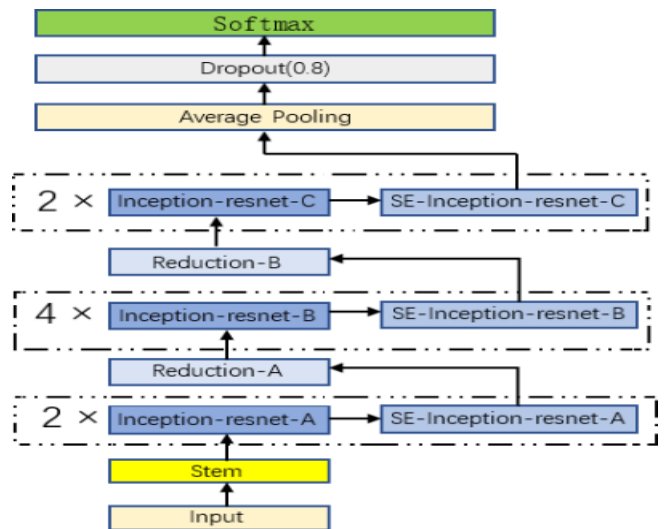 Softmax
Dropout(0.8)
Average Pooling
2 × Inception-resnet-C SE-Inception-resnet-C
Reduction-B
4 × Inception-resnet-B SE-Inception-resnet-B
Reduction-A
2 × Inception-resnet-A SE-Inception-resnet-A
Stem
Input